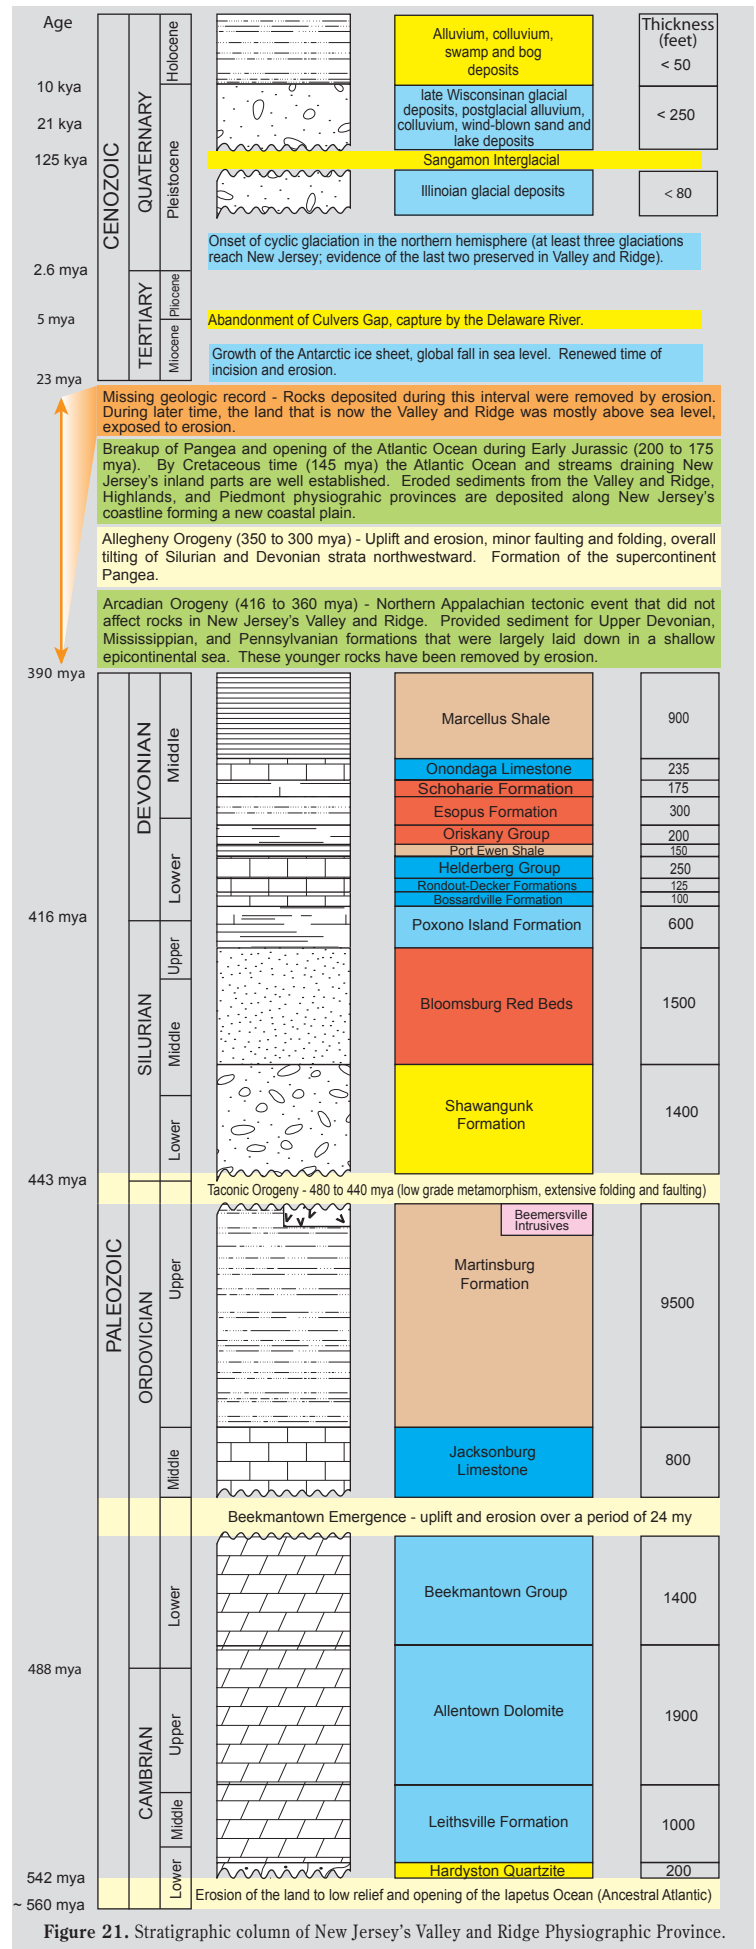 Age
Thickness
(feet)
Holocene
Alluvium, colluvium,
swamp and bog
deposits
< 50
10 kya
CENOZOIC
QUATERNARY
Pleistocene
late Wisconsinan glacial
deposits, postglacial alluvium,
colluvium, wind-blown sand and
lake deposits
< 250
21 kya
125 kya
Sangamon Interglacial
Illinoian glacial deposits
< 80
Onset of cyclic glaciation in the northern hemisphere (at least three glaciations
reach New Jersey; evidence of the last two preserved in Valley and Ridge).
2.6 mya
TERTIARY
Pliocene
5 mya
Abandonment of Culvers Gap, capture by the Delaware River.
Miocene
Growth of the Antarctic ice sheet, global fall in sea level. Renewed time of
incision and erosion.
23 mya
Missing geologic record - Rocks deposited during this interval were removed by erosion.
During later time, the land that is now the Valley and Ridge was mostly above sea level,
exposed to erosion.
Breakup of Pangea and opening of the Atlantic Ocean during Early Jurassic (200 to 175
mya). By Cretaceous time (145 mya) the Atlantic Ocean and streams draining New
Jersey's inland parts are well established. Eroded sediments from the Valley and Ridge,
Highlands, and Piedmont physiograhic provinces are deposited along New Jersey's
coastline forming a new coastal plain.
Allegheny Orogeny (350 to 300 mya) - Uplift and erosion, minor faulting and folding, overall
tilting of Silurian and Devonian strata northwestward. Formation of the supercontinent
Pangea.
Arcadian Orogeny (416 to 360 mya) - Northern Appalachian tectonic event that did not
affect rocks in New Jersey's Valley and Ridge. Provided sediment for Upper Devonian,
Mississippian, and Pennsylvanian formations that were largely laid down in a shallow
epicontinental sea. These younger rocks have been removed by erosion.
390 mya
PALEOZOIC
DEVONIAN
Middle
Marcellus Shale
900
Onondaga Limestone
235
Schoharie Formation
175
Esopus Formation
300
Lower
Oriskany Group
200
Port Ewen Shale
150
Helderberg Group
250
Rondout-Decker Formations
125
Bossardville Formation
100
416 mya
SILURIAN
Upper
Poxono Island Formation
600
Middle
Bloomsburg Red Beds
1500
Lower
Shawangunk
Formation
1400
443 mya
Taconic Orogeny - 480 to 440 mya (low grade metamorphism, extensive folding and faulting)
ORDOVICIAN
Upper
Beemersville
Intrusives
Martinsburg
Formation
9500
Middle
Jacksonburg
Limestone
800
Beekmantown Emergence - uplift and erosion over a period of 24 my
Lower
Beekmantown Group
1400
488 mya
CAMBRIAN
Upper
Allentown Dolomite
1900
Middle
Leithsville Formation
1000
Lower
Hardyston Quartzite
200
542 mya
Erosion of the land to low relief and opening of the Iapetus Ocean (Ancestral Atlantic)
~ 560 mya
Figure 21. Stratigraphic column of New Jersey's Valley and Ridge Physiographic Province.